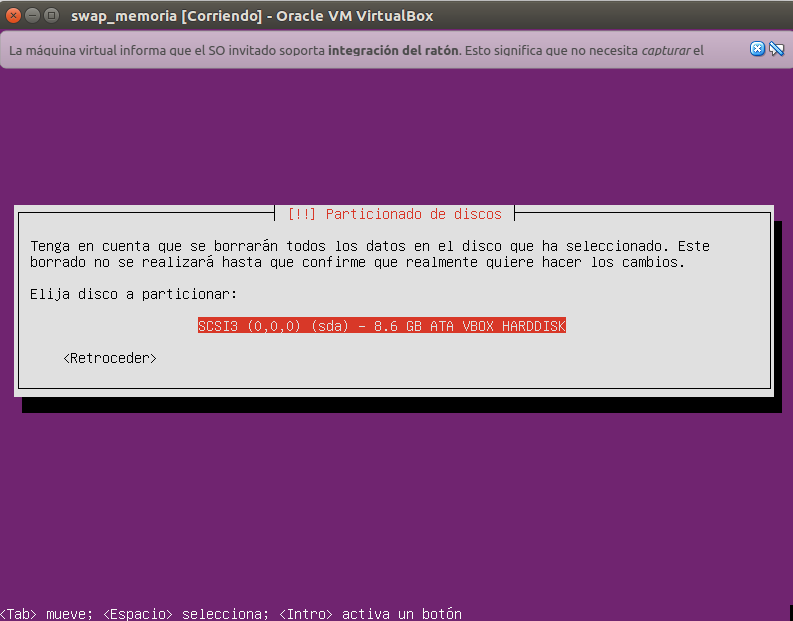 swap_memoria [Corriendo] - Oracle VM VirtualBox
La máquina virtual informa que el SO invitado soporta integración del ratón. Esto significa que no necesita capturar el
[!!] Particionado de discos
Tenga en cuenta que se borrarán todos los datos en el disco que ha seleccionado. Este
borrado no se realizará hasta que confirme que realmente quiere hacer los cambios.
Elija disco a particionar:
SCSI3 (0,0,0) (sda) - 8.6 GB ATA VBOX HARDDISK
<Retroceder>
<Tab> mueve; <Espacio> selecciona; <Intro> activa un botón